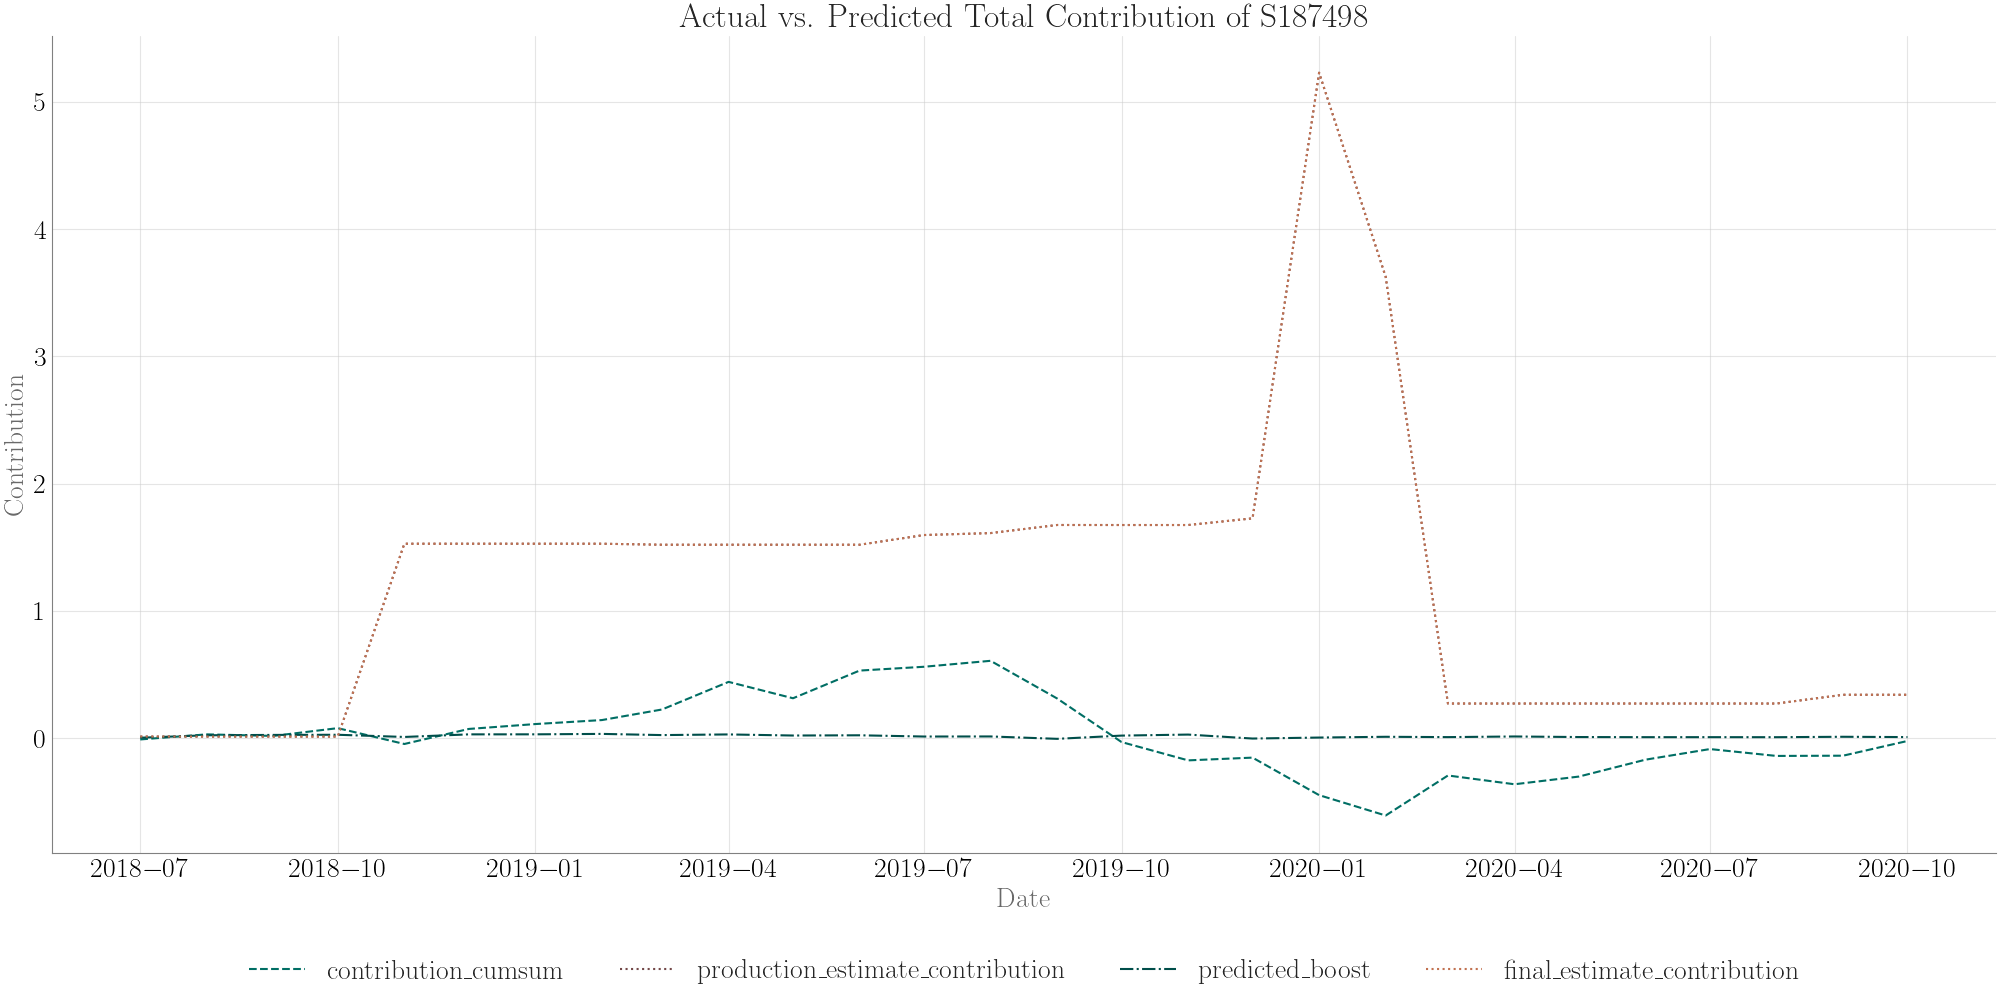 Actual vs. Predicted Total Contribution of S187498
5
4
3
2
1
0
Contribution
2018–07 2018–10 2019–01 2019–04 2019–07 2019–10 2020–01 2020–04 2020–07 2020–10
Date
contribution_cumsum production_estimate_contribution predicted_boost final_estimate_contribution